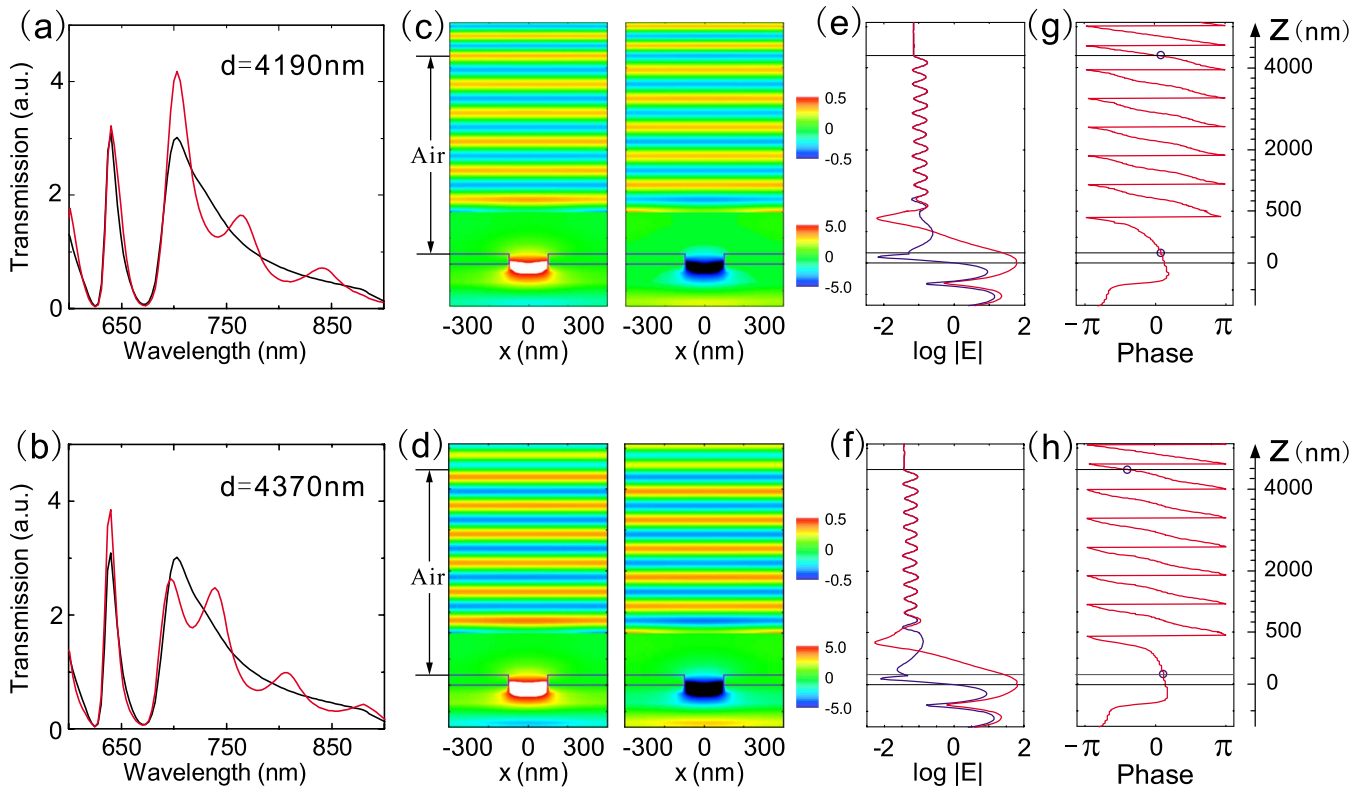 (a)
d=4190nm
Transmission (a.u.)
4
2
0
650 750 850
Wavelength (nm)
(c)
Air
-300 0 300
x (nm)
-300 0 300
x (nm)
0.5
0
-0.5
5.0
0
-5.0
(e)
-2 0 2
log |E|
(g)
-π 0 π
Phase
Z (nm)
4000
2000
500
0
(b)
d=4370nm
Transmission (a.u.)
5
4
2
0
650 750 850
Wavelength (nm)
(d)
Air
-300 0 300
x (nm)
-300 0 300
x (nm)
0.5
0
-0.5
5.0
0
-5.0
(f)
-2 0 2
log |E|
(h)
-π 0 π
Phase
Z (nm)
4000
2000
500
0